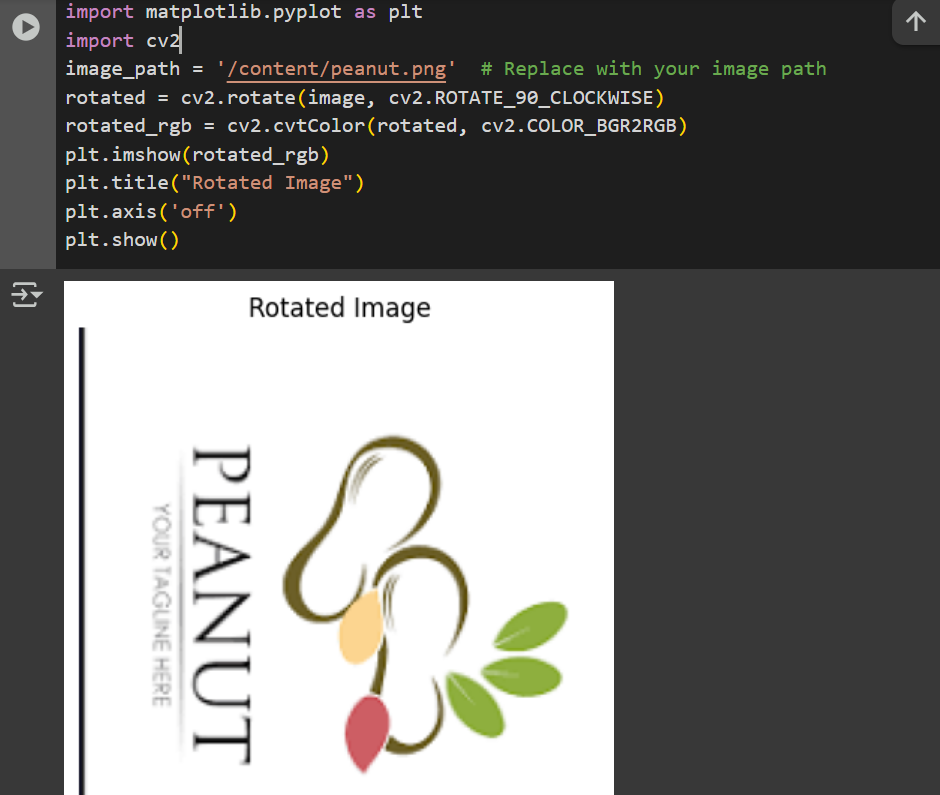 import matplotlib.pyplot as plt
import cv2
image_path = '/content/peanut.png'  # Replace with your image path
rotated = cv2.rotate(image, cv2.ROTATE_90_CLOCKWISE)
rotated_rgb = cv2.cvtColor(rotated, cv2.COLOR_BGR2RGB)
plt.imshow(rotated_rgb)
plt.title("Rotated Image")
plt.axis('off')
plt.show()
Rotated Image
PEANUT
YOUR TAGLINE HERE